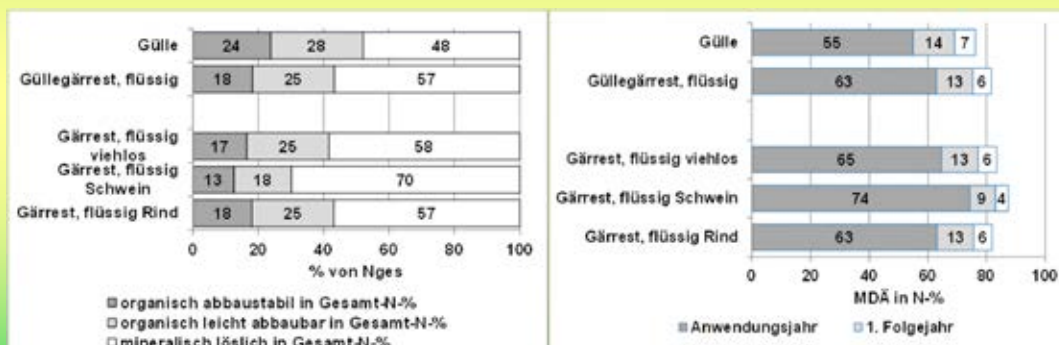 Gülle 24 28 48
Güllegärrest, flüssig 18 25 57
Gärrest, flüssig
viehlos 17 25 58
Gärrest, flüssig
Schwein 13 18 70
Gärrest, flüssig Rind 18 25 57
0 20 40 60 80 100
% von Nges
organisch abbaustabil in Gesamt-N-%
organisch leicht abbaubar in Gesamt-N-%
mineralisch löslich in Gesamt-N-%
Gülle 55 14 7
Güllegärrest, flüssig 63 13 6
Gärrest, flüssig viehlos 65 13 6
Gärrest, flüssig Schwein 74 9 4
Gärrest, flüssig Rind 63 13 6
0 20 40 60 80 100
MDÄ in N-%
Anwendungsjahr 1. Folgejahr